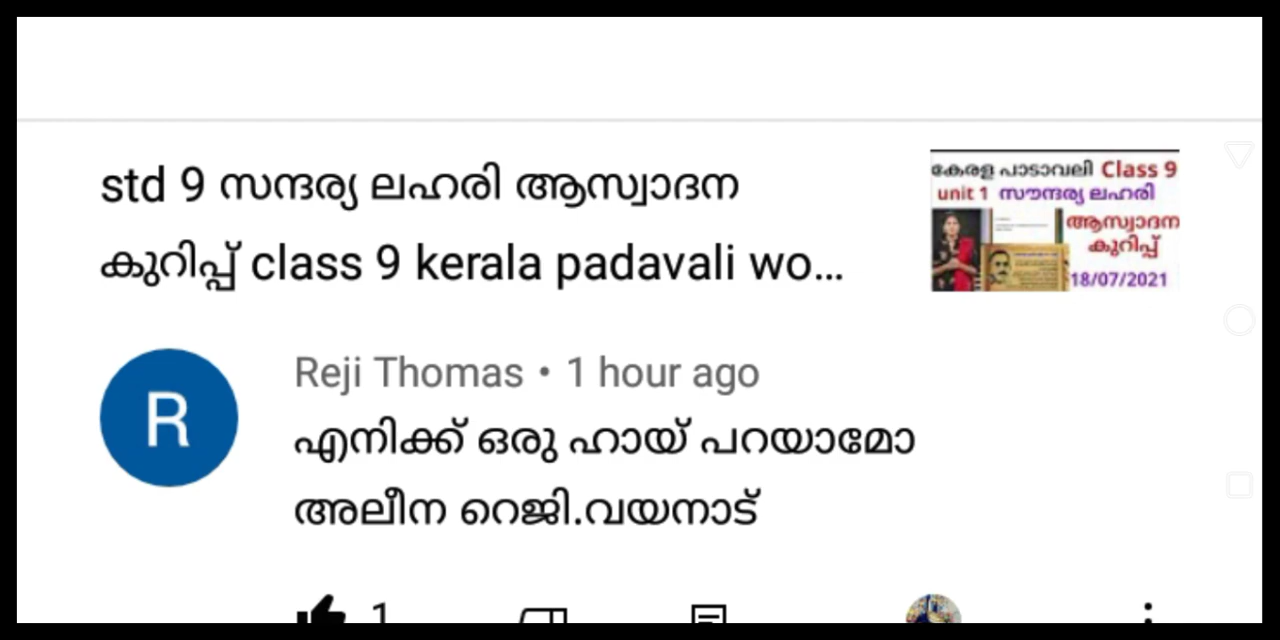 std 9 സന്ദര്യ ലഹരി ആസ്വാദന
കുറിപ്പ് class 9 kerala padavali wo...
കേരള പാടാവലി Class 9
unit 1 സൗന്ദര്യ ലഹരി
ആസ്വാദന
കുറിപ്പ്
18/07/2021
R
Reji Thomas • 1 hour ago
എനിക്ക് ഒരു ഹായ് പറയാമോ
അലീന റെജി.വയനാട്
1